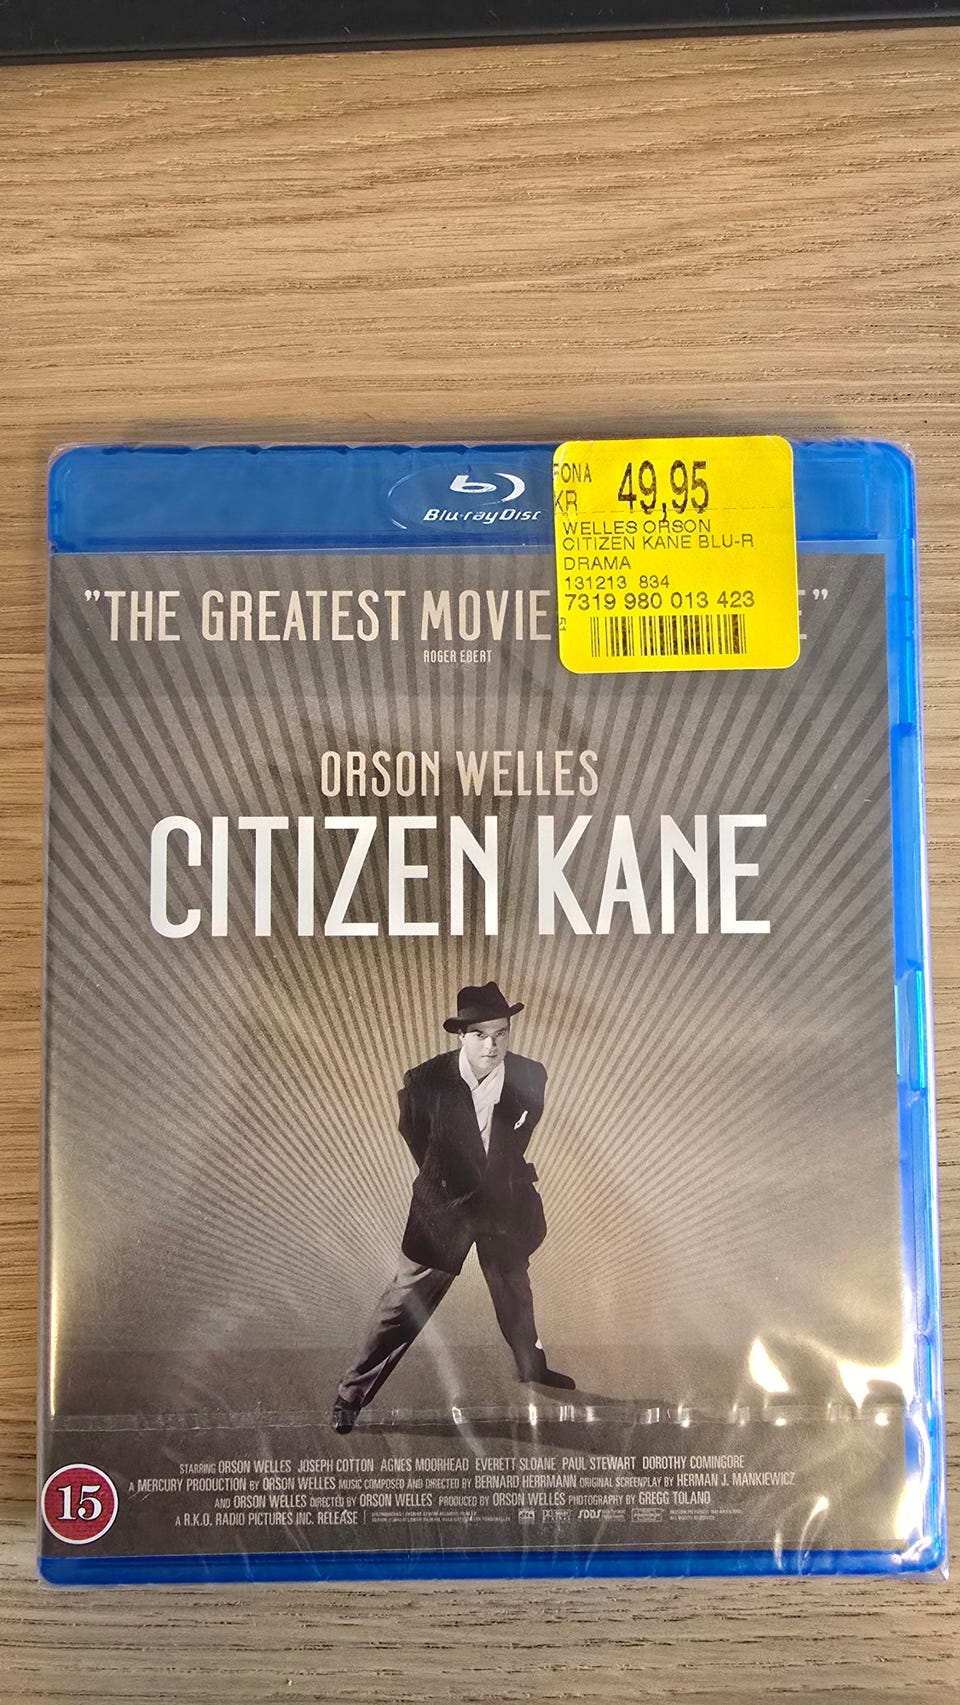 Blu-ray Disc
FONA
KR 49,95
WELLES ORSON
CITIZEN KANE BLU-R
DRAMA
131213 834
7319 980 013 423
51
"THE GREATEST MOVIE E"
ROGER EBERT
ORSON WELLES
CITIZEN KANE
STARRING ORSON WELLES JOSEPH COTTON AGNES MOORHEAD EVERETT SLOANE PAUL STEWART DOROTHY COMINGORE
A MERCURY PRODUCTION BY ORSON WELLES MUSIC COMPOSED AND DIRECTED BY BERNARD HERRMANN ORIGINAL SCREENPLAY BY HERMAN J. MANKIEWICZ
AND ORSON WELLES DIRECTED BY ORSON WELLES PRODUCED BY ORSON WELLES PHOTOGRAPHY BY GREGG TOLAND
A R.K.O. RADIO PICTURES INC. RELEASE
dts SDDS
15